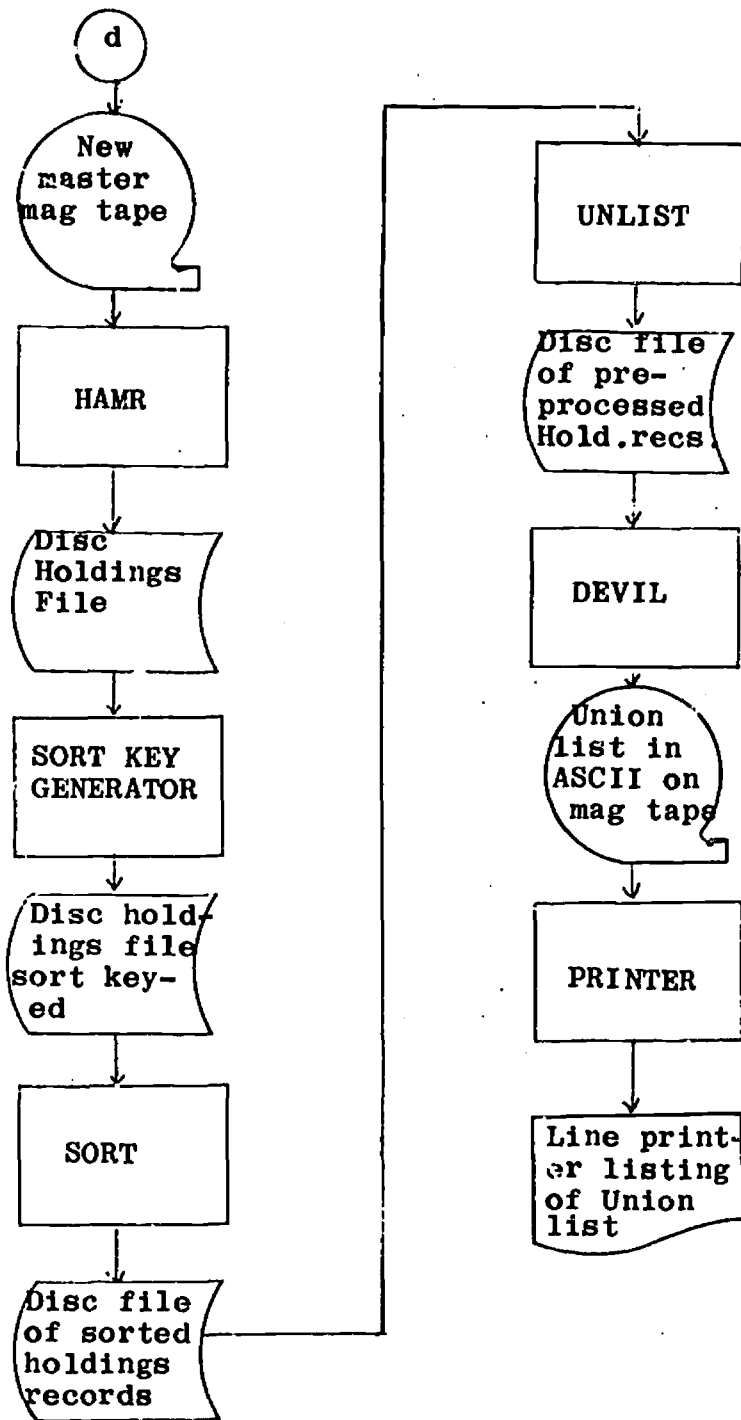 d
New
master
mag tape
HAMR
Disc
Holdings
File
SORT KEY
GENERATOR
Disc hold-
ings file
sort key-
ed
SORT
Disc file
of sorted
holdings
records
UNLIST
Disc file
of pre-
processed
Hold.recs.
DEVIL
Union
list in
ASCII on
mag tape
PRINTER
Line print-
er listing
of Union
list